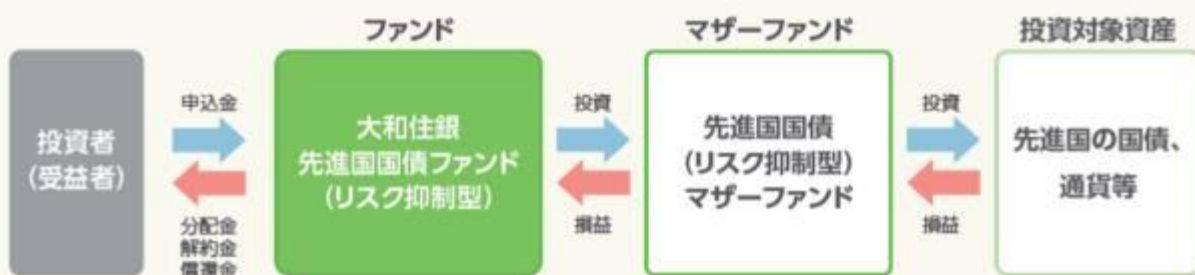 ファンド
マザーファンド
投資対象資産
投資者
(受益者)
申込金
分配金
解約金
償還金
大和住銀
先進国国債ファンド
(リスク抑制型)
投資
損益
先進国国債
(リスク抑制型)
マザーファンド
投資
損益
先進国の国債、
通貨等